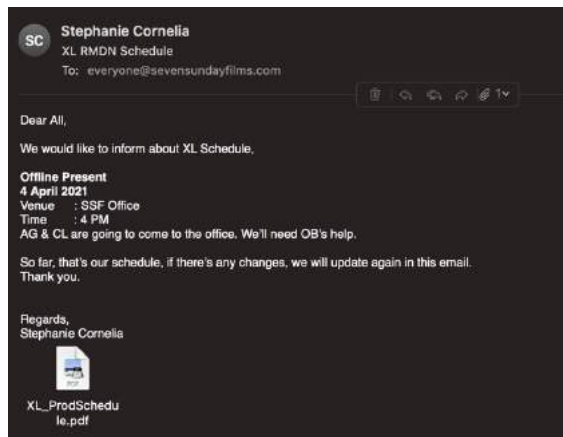 SC
Stephanie Cornelia
XL RMDN Schedule
To: everyone@sevensundayfilms.com
1
Dear All,
We would like to inform about XL Schedule,
Offline Present
4 April 2021
Venue : SSF Office
Time : 4 PM
AG & CL are going to come to the office. We'll need OB's help.
So far, that's our schedule, if there's any changes, we will update again in this email.
Thank you.
Regards,
Stephanie Cornelia
PDF
XL_ProdSchedu
le.pdf